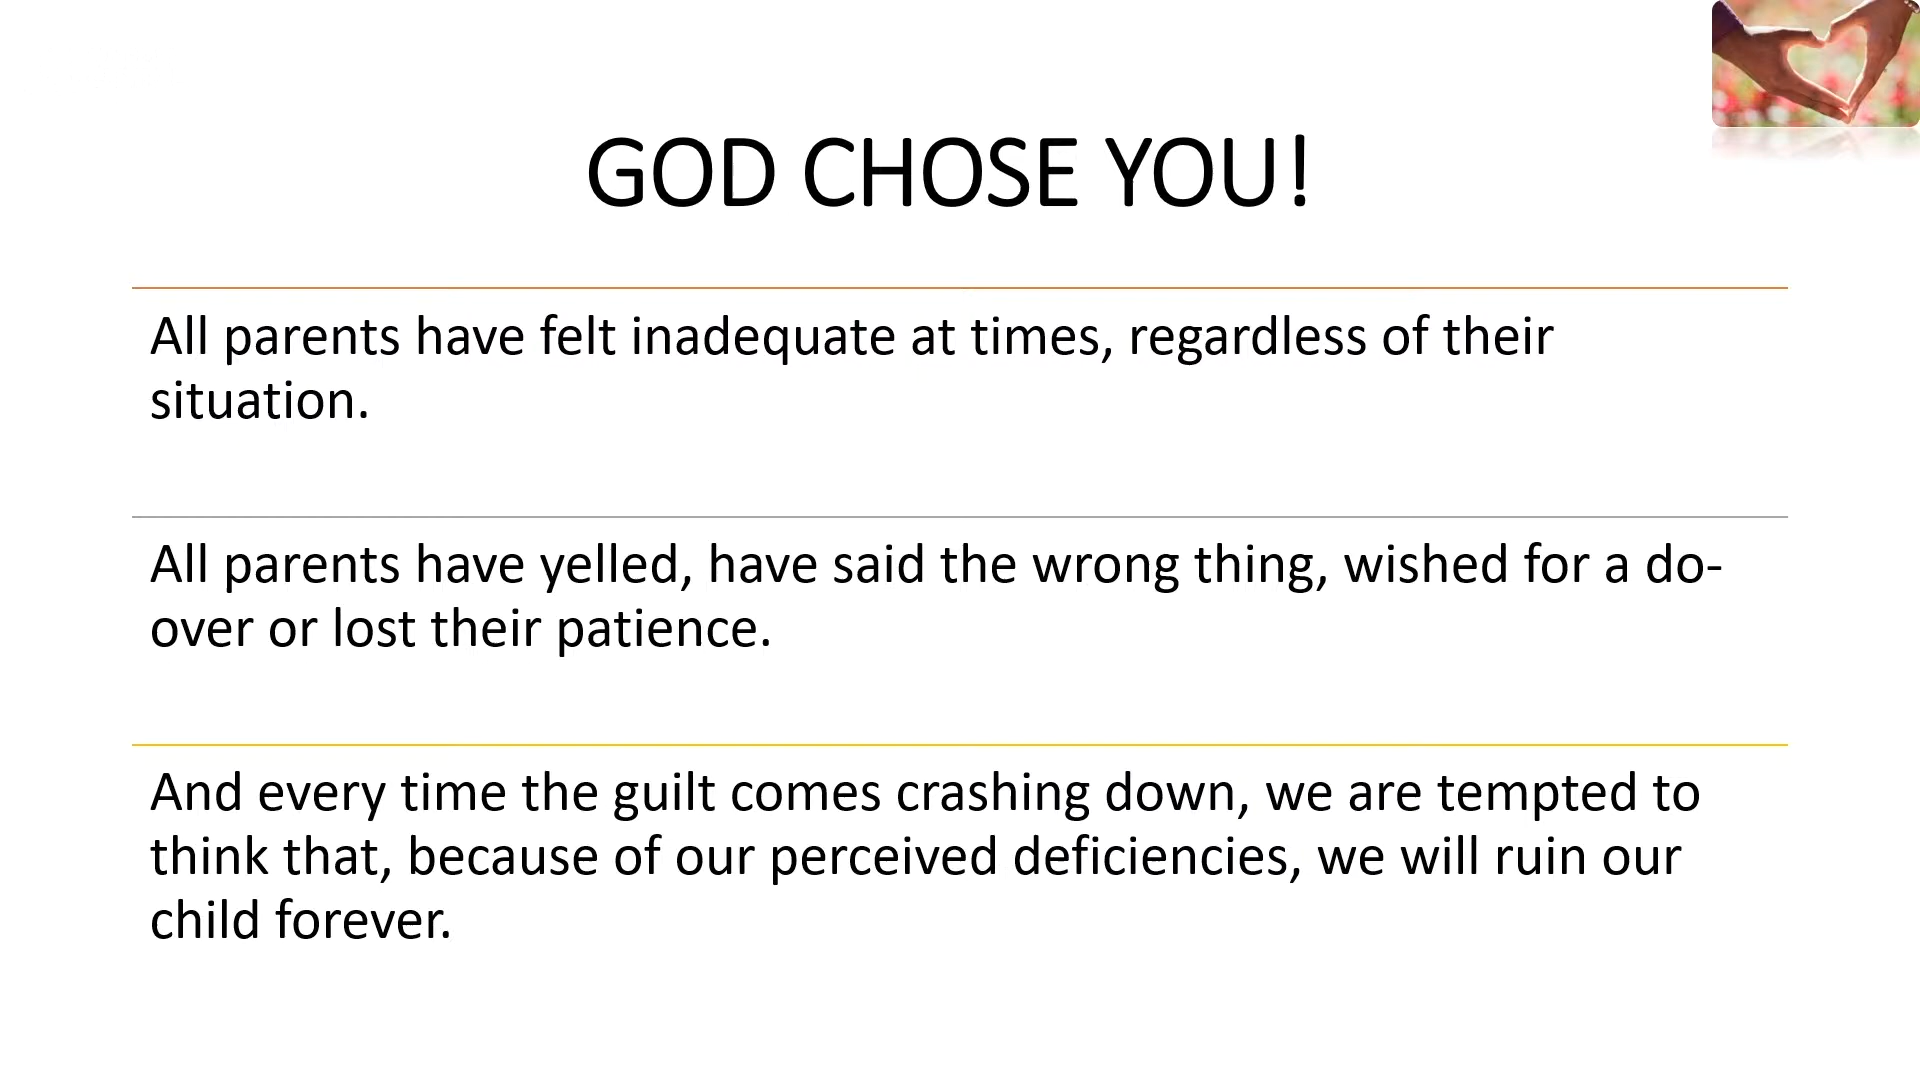 GOD CHOSE YOU!
All parents have felt inadequate at times, regardless of their
situation.
All parents have yelled, have said the wrong thing, wished for a do-
over or lost their patience.
And every time the guilt comes crashing down, we are tempted to
think that, because of our perceived deficiencies, we will ruin our
child forever.